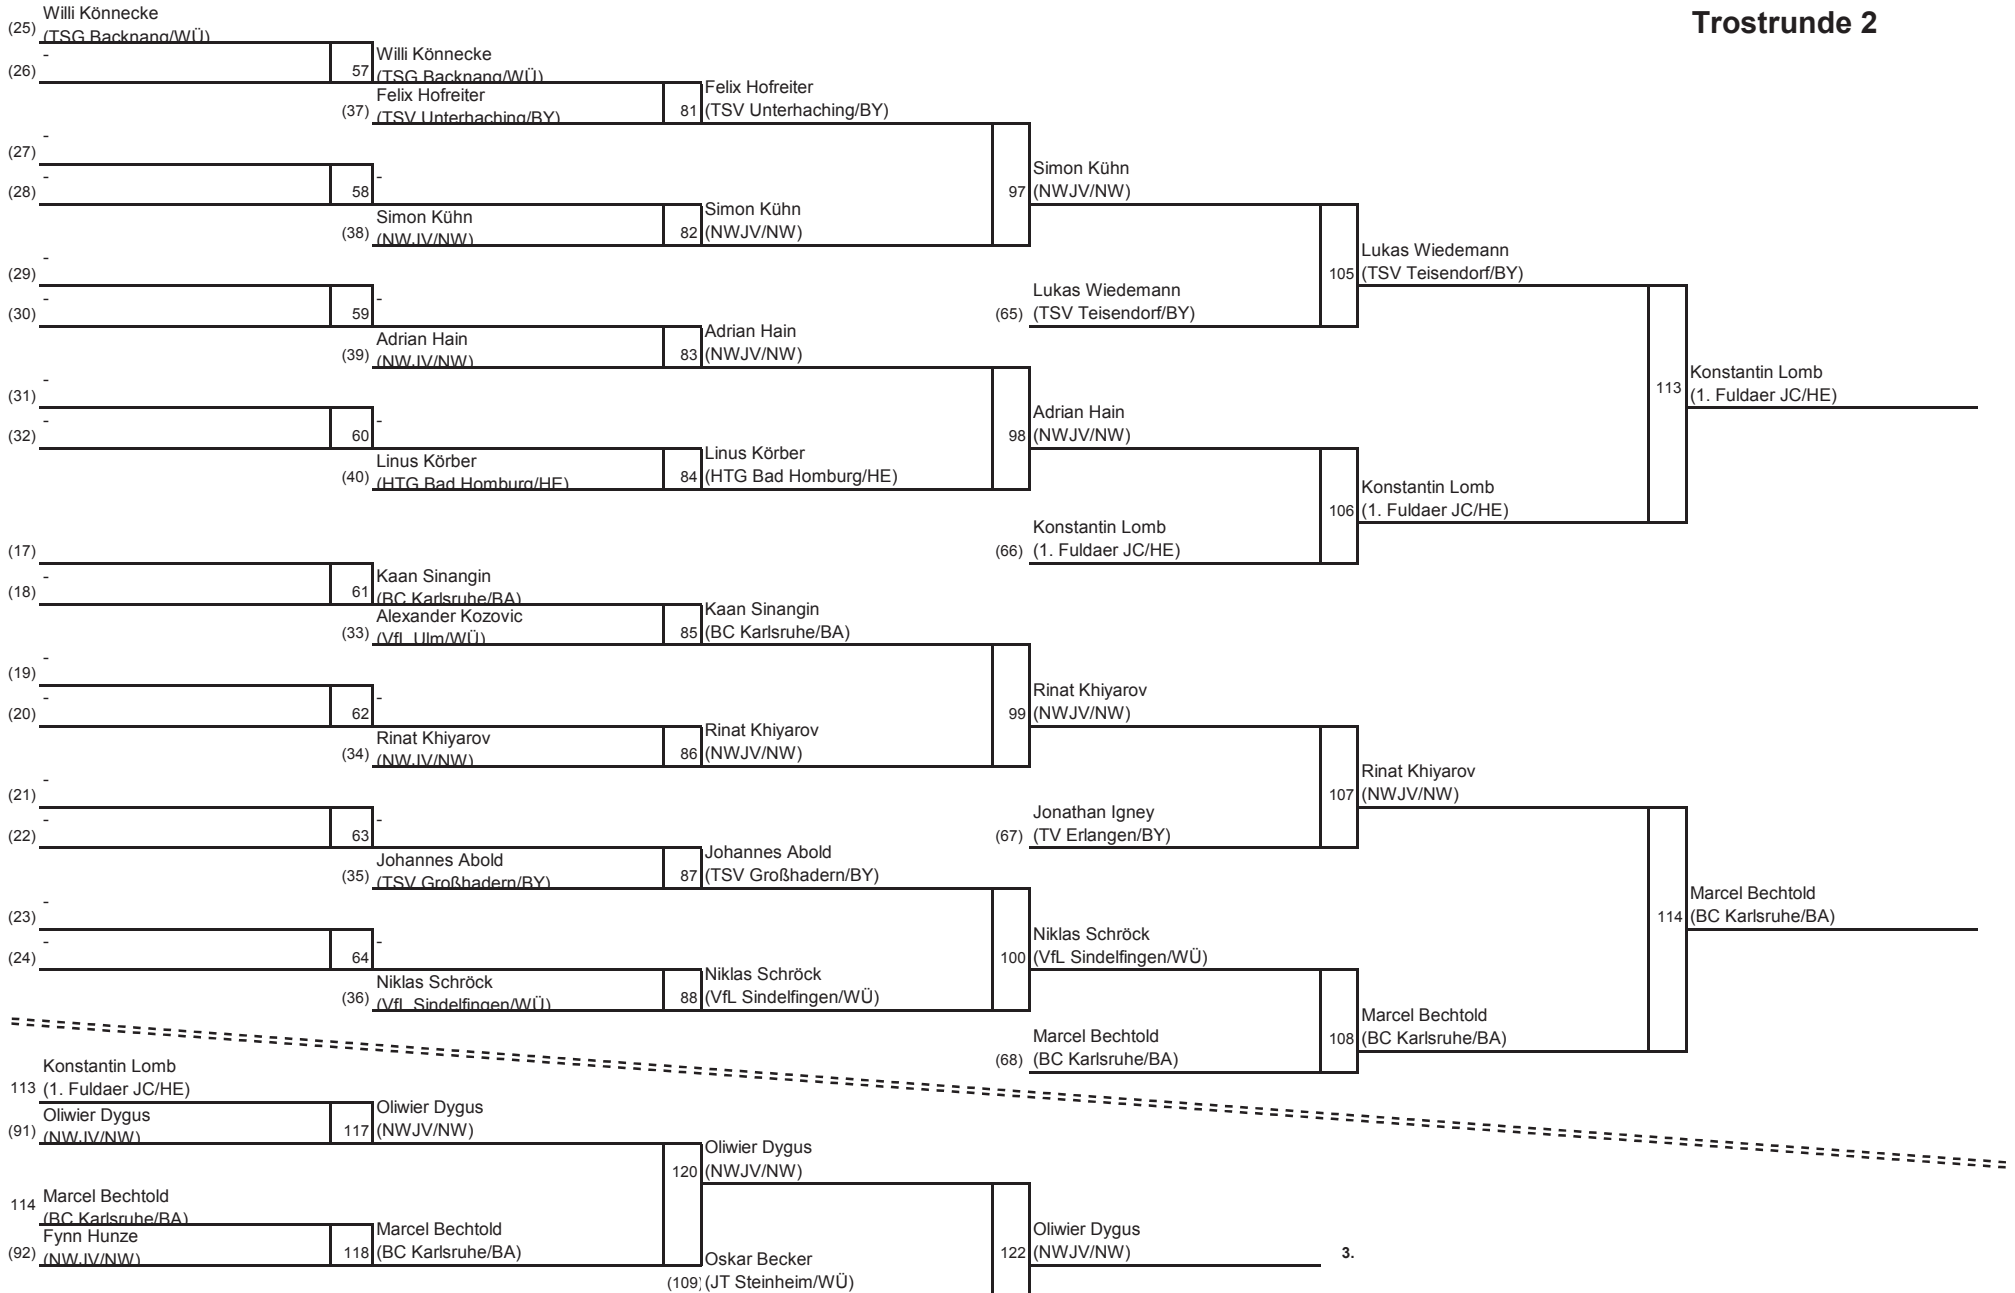 Trostrunde 2
Willi Könnecke
(25) (TSG Backnang/WÜ)
-
(26)
57
Willi Könnecke
(TSG Backnang/WÜ)
(37) Felix Hofreiter
(TSV Unterhaching/BY)
81
Felix Hofreiter
(TSV Unterhaching/BY)
-
(27)
-
(28)
58
-
(38) Simon Kühn
(NWJV/NW)
82
Simon Kühn
(NWJV/NW)
97
Simon Kühn
(NWJV/NW)
-
(29)
-
(30)
59
-
(39) Adrian Hain
(NWJV/NW)
83
Adrian Hain
(NWJV/NW)
(65) Lukas Wiedemann
(TSV Teisendorf/BY)
105
Lukas Wiedemann
(TSV Teisendorf/BY)
-
(31)
-
(32)
60
-
(40) Linus Körber
(HTG Bad Homburg/HE)
84
Linus Körber
(HTG Bad Homburg/HE)
98
Adrian Hain
(NWJV/NW)
(66) Konstantin Lomb
(1. Fuldaer JC/HE)
106
Konstantin Lomb
(1. Fuldaer JC/HE)
113
Konstantin Lomb
(1. Fuldaer JC/HE)
(17)
-
(18)
61
Kaan Sinangin
(BC Karlsruhe/BA)
(33) Alexander Kozovic
(VfL Ulm/WÜ)
85
Kaan Sinangin
(BC Karlsruhe/BA)
-
(19)
-
(20)
62
-
(34) Rinat Khiyarov
(NWJV/NW)
86
Rinat Khiyarov
(NWJV/NW)
99
Rinat Khiyarov
(NWJV/NW)
-
(21)
-
(22)
63
-
(35) Johannes Abold
(TSV Großhadern/BY)
87
Johannes Abold
(TSV Großhadern/BY)
(67) Jonathan Igney
(TV Erlangen/BY)
107
Rinat Khiyarov
(NWJV/NW)
-
(23)
-
(24)
64
-
(36) Niklas Schröck
(VfL Sindelfingen/WÜ)
88
Niklas Schröck
(VfL Sindelfingen/WÜ)
100
Niklas Schröck
(VfL Sindelfingen/WÜ)
(68) Marcel Bechtold
(BC Karlsruhe/BA)
108
Marcel Bechtold
(BC Karlsruhe/BA)
114
Marcel Bechtold
(BC Karlsruhe/BA)
Konstantin Lomb
113 (1. Fuldaer JC/HE)
Oliwier Dygus
(91) (NWJV/NW)
117
Oliwier Dygus
(NWJV/NW)
120
Oliwier Dygus
(NWJV/NW)
114 Marcel Bechtold
(BC Karlsruhe/BA)
Fynn Hunze
(92) (NWJV/NW)
118
Marcel Bechtold
(BC Karlsruhe/BA)
Oskar Becker
(109) (JT Steinheim/WÜ)
122
Oliwier Dygus
(NWJV/NW)
3.